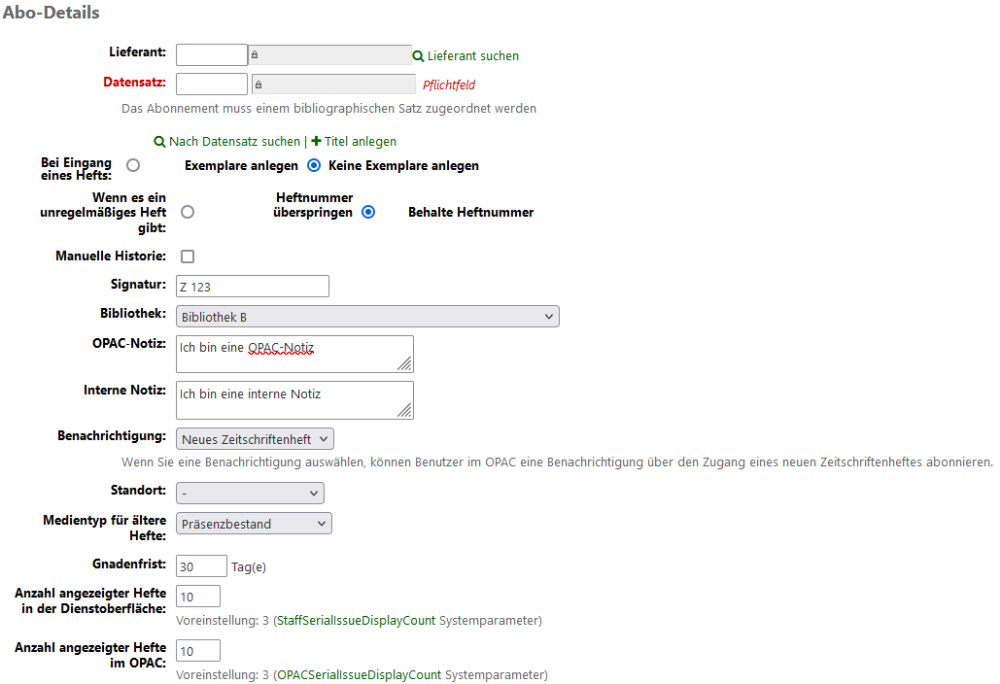 Abo-Details
Lieferant: Lieferant suchen
Datensatz: Pflichtfeld
Das Abonnement muss einem bibliographischen Satz zugeordnet werden
Nach Datensatz suchen | Titel anlegen
Bei Eingang
eines Hefts:
Exemplare anlegen Keine Exemplare anlegen
Wenn es ein
unregelmäßiges Heft
gibt:
Heftnummer
überspringen
Behalte Heftnummer
Manuelle Historie:
Signatur: Z 123
Bibliothek: Bibliothek B
OPAC-Notiz: Ich bin eine OPAC-Notiz
Interne Notiz: Ich bin eine interne Notiz
Benachrichtigung: Neues Zeitschriftenheft
Wenn Sie eine Benachrichtigung auswählen, können Benutzer im OPAC eine Benachrichtigung über den Zugang eines neuen Zeitschriftenheftes abonnieren.
Standort: -
Medientyp für ältere
Hefte:
Präsenzbestand
Gnadenfrist: 30 Tag(e)
Anzahl angezeigter Hefte
in der Dienstoberfläche:
10
Voreinstellung: 3 (StaffSerialIssueDisplayCount Systemparameter)
Anzahl angezeigter Hefte
im OPAC:
10
Voreinstellung: 3 (OPACSerialIssueDisplayCount Systemparameter)